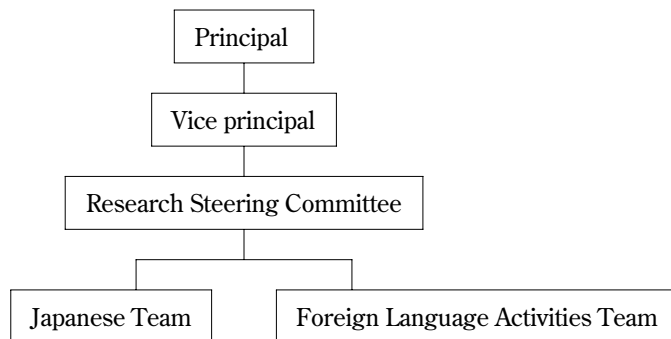 Principal
Vice principal
Research Steering Committee
Japanese Team
Foreign Language Activities Team